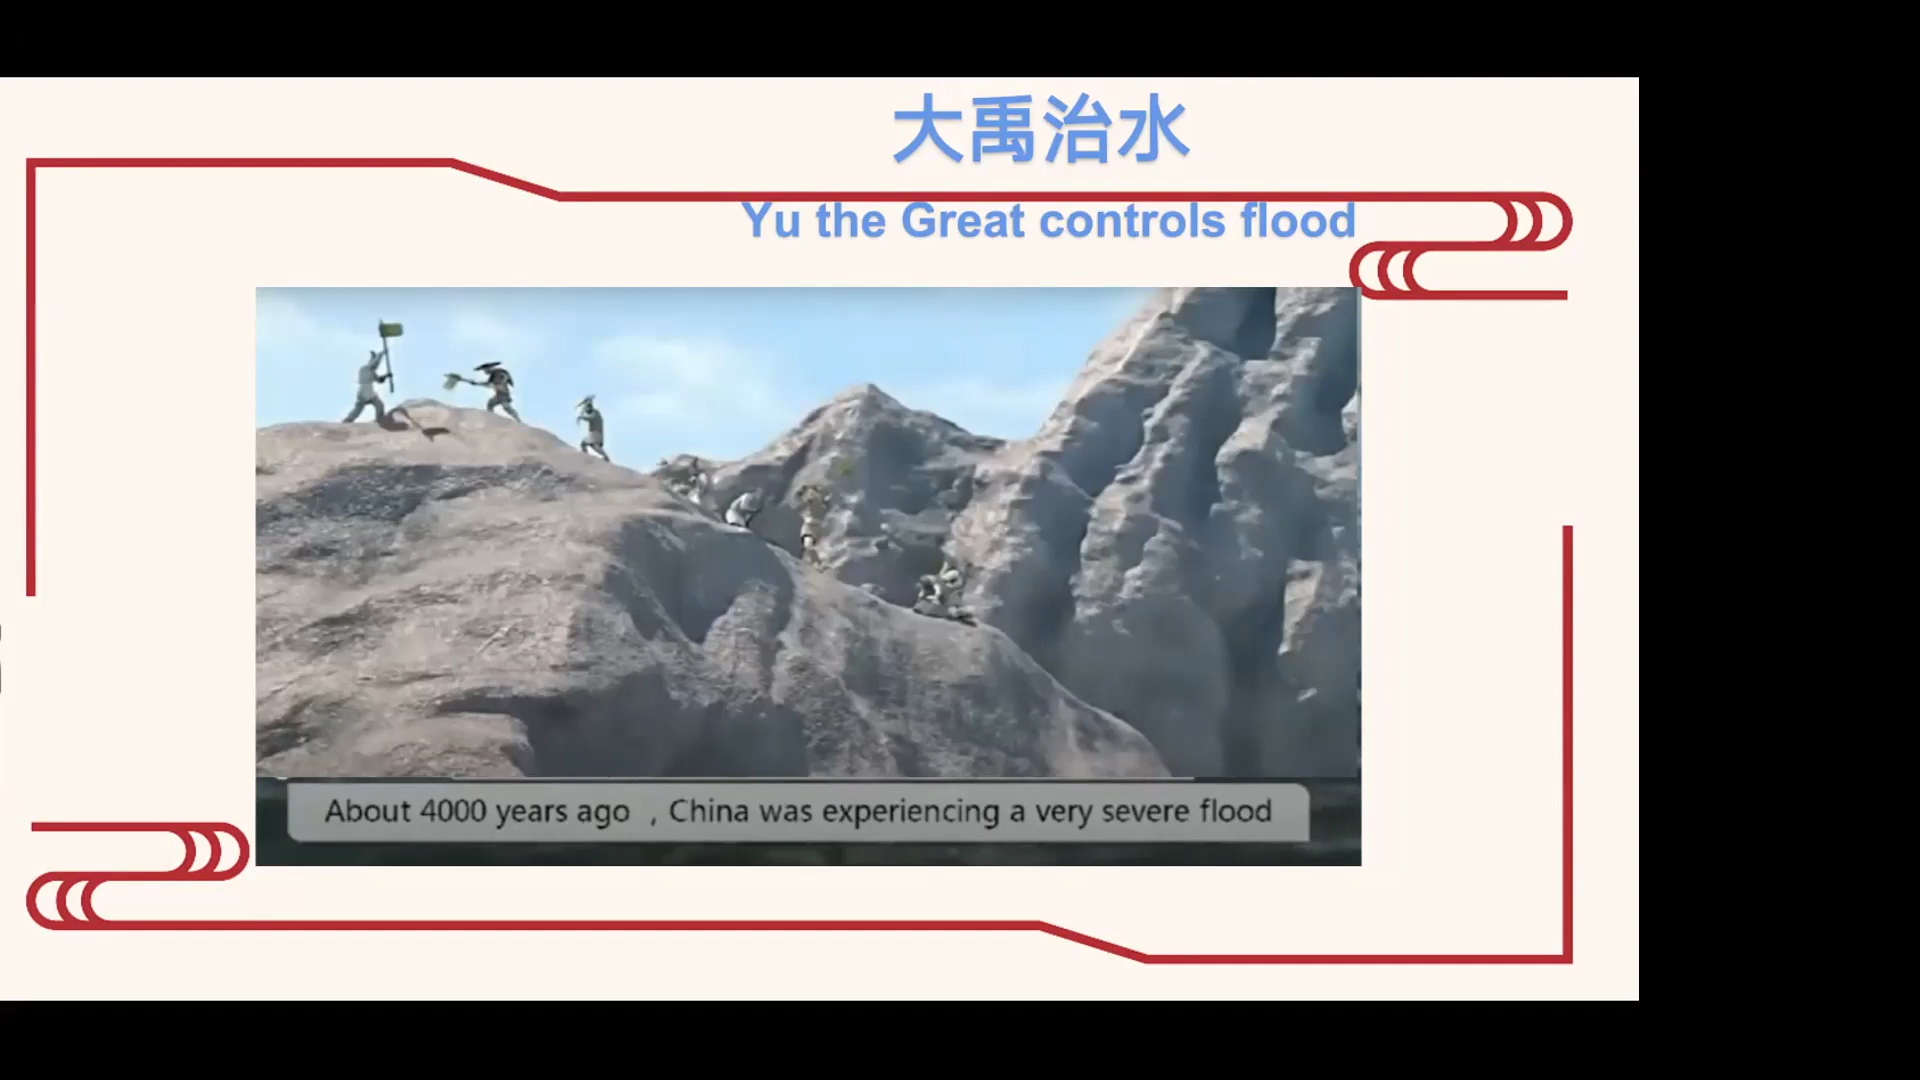 大禹治水
Yu the Great controls flood
About 4000 years ago , China was experiencing a very severe flood